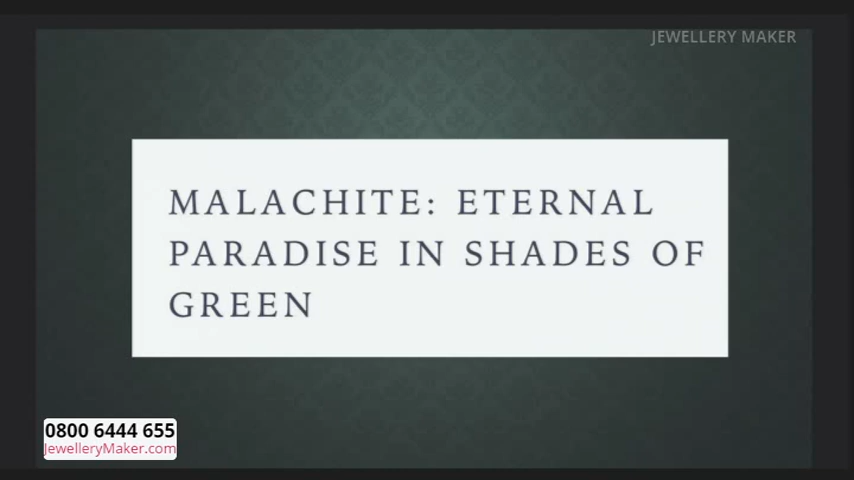 JEWELLERY MAKER
MALACHITE: ETERNAL
PARADISE IN SHADES OF
GREEN
0800 6444 655
JewelleryMaker.com